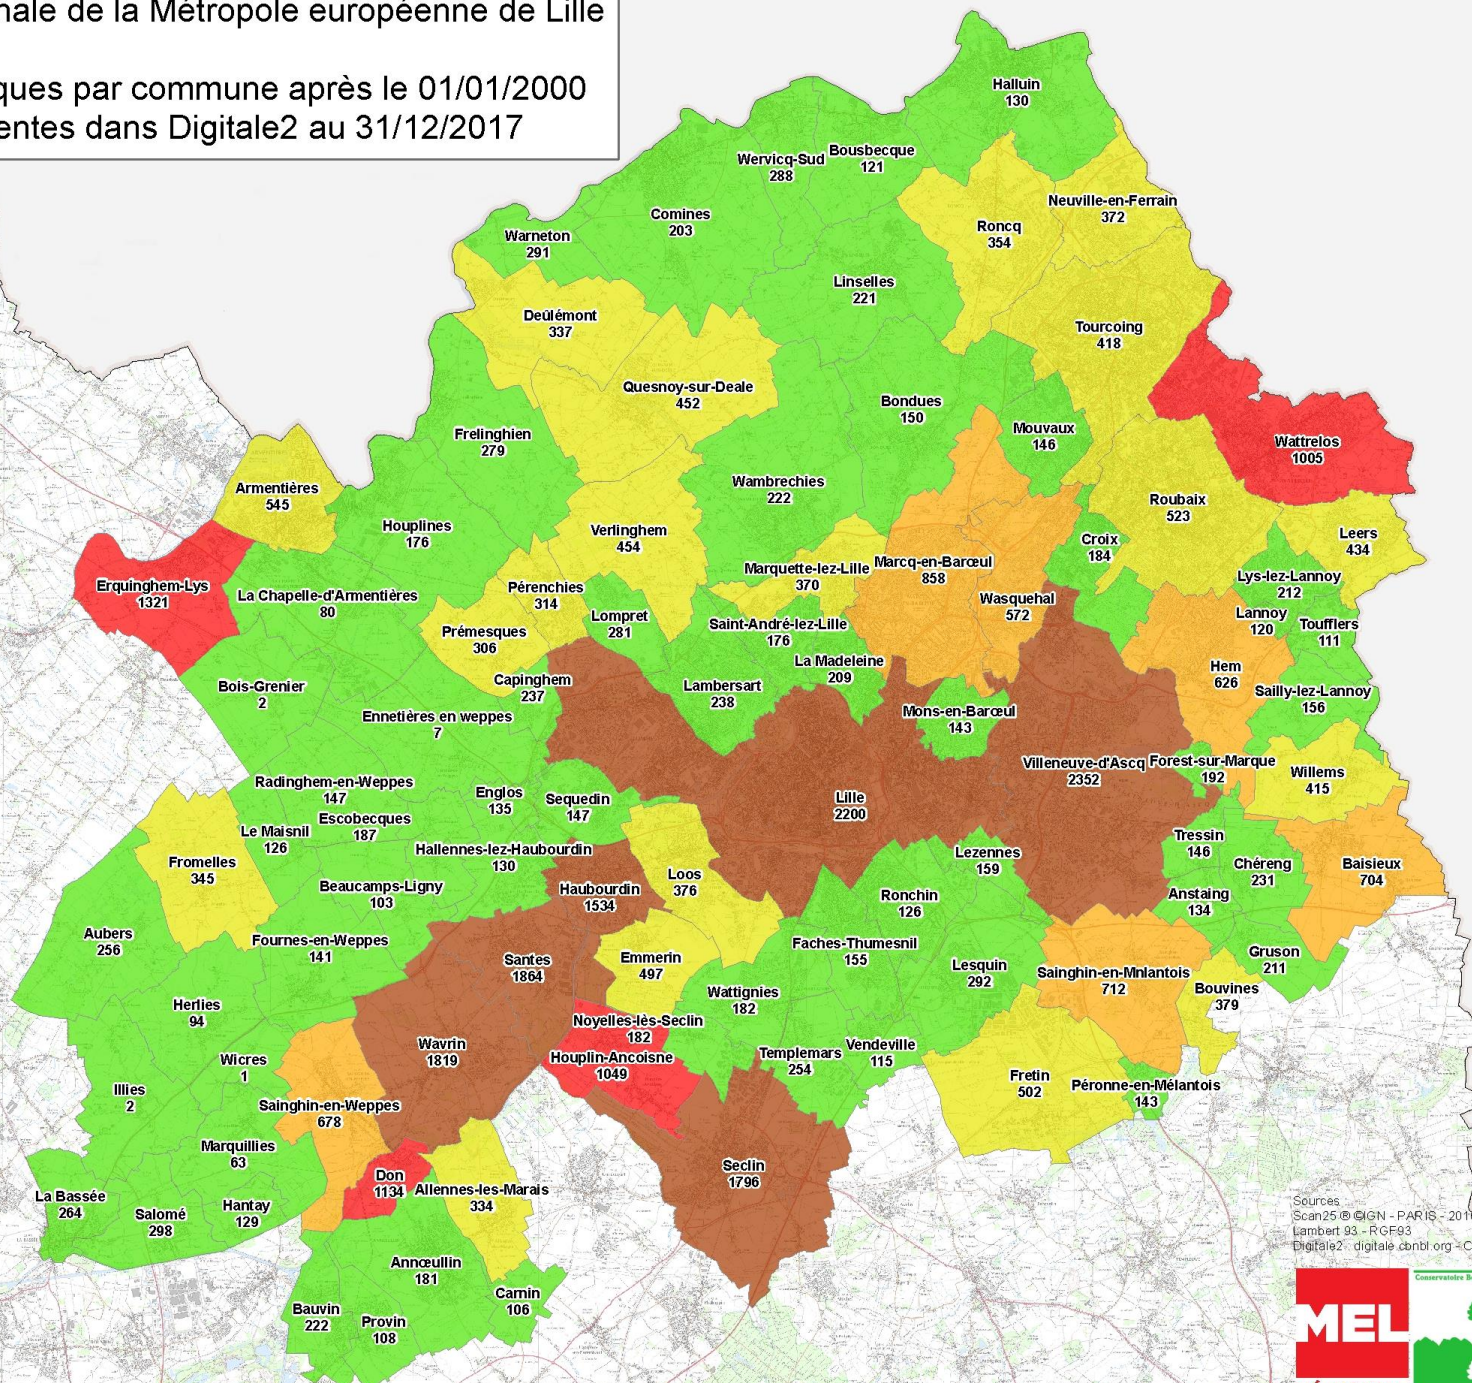 nale de la Métropole européenne de Lille
ques par commune après le 01/01/2000
entes dans Digitale2 au 31/12/2017
Halluin
130
Wervicq-Sud
288
Bousbecque
121
Neuville-en-Ferrain
372
Comines
203
Roncq
354
Warneton
291
Linselles
221
Deûlémont
337
Tourcoing
418
Quesnoy-sur-Deale
452
Bondues
150
Mouvaux
146
Frelinghien
279
Wattrelos
1005
Armentières
545
Wambrechies
222
Roubaix
523
Houplines
176
Verlinghem
454
Croix
184
Leers
434
Marquette-lez-Lille
370
Marcq-en-Barœul
858
Erquinghem-Lys
1321
La Chapelle-d'Armentières
80
Pérenchies
314
Wasquehal
572
Lys-lez-Lannoy
212
Lompret
281
Saint-André-lez-Lille
176
Lannoy
120
Toufflers
111
Prémesques
306
La Madeleine
209
Hem
626
Bois-Grenier
2
Capinghem
237
Lambersart
238
Sailly-lez-Lannoy
156
Ennetières en weppes
7
Mons-en-Barœul
143
Villeneuve-d'Ascq
2352
Forest-sur-Marque
192
Willems
415
Radinghem-en-Weppes
147
Englos
135
Sequedin
147
Lille
2200
Escobecques
187
Le Maisnil
126
Tressin
146
Hallennes-lez-Haubourdin
130
Lezennes
159
Fromelles
345
Chéreng
231
Baisieux
704
Loos
376
Beaucamps-Ligny
103
Haubourdin
1534
Ronchin
126
Anstaing
134
Aubers
256
Fournes-en-Weppes
141
Faches-Thumesnil
155
Santes
1864
Emmerin
497
Lesquin
292
Sainghin-en-Mnlantois
712
Gruson
211
Wattignies
182
Bouvines
379
Herlies
94
Noyelles-lès-Seclin
182
Wavrin
1819
Vendeville
115
Templemars
254
Houplin-Ancoisne
1049
Wicres
1
Fretin
502
Péronne-en-Mélantois
143
Illies
2
Sainghin-en-Weppes
678
Marquillies
63
Seclin
1796
Don
1134
Allennes-les-Marais
334
La Bassée
264
Salomé
298
Hantay
129
Annœullin
181
Carnin
106
Bauvin
222
Provin
108
Sources
Scan25 ® ©IGN - PARIS - 201
Lambert 93 - RGF93
Digitale2 digitale.cbnbl.org - C
Conservatoire B
MEL